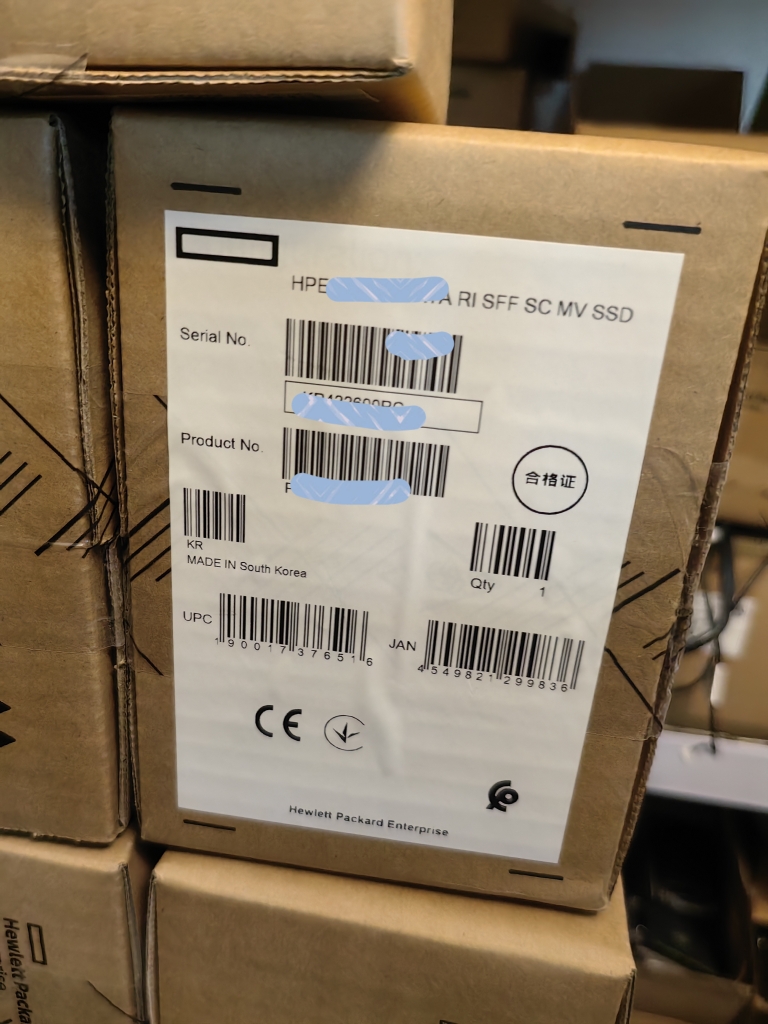 HPE RI SFF SC MV SSD
Serial No.
Product No.
合格证
KR
MADE IN South Korea
Qty 1
UPC
1 90017 37651 6
JAN
4 549821 299836
CE
Hewlett Packard Enterprise
Hewlett Packa